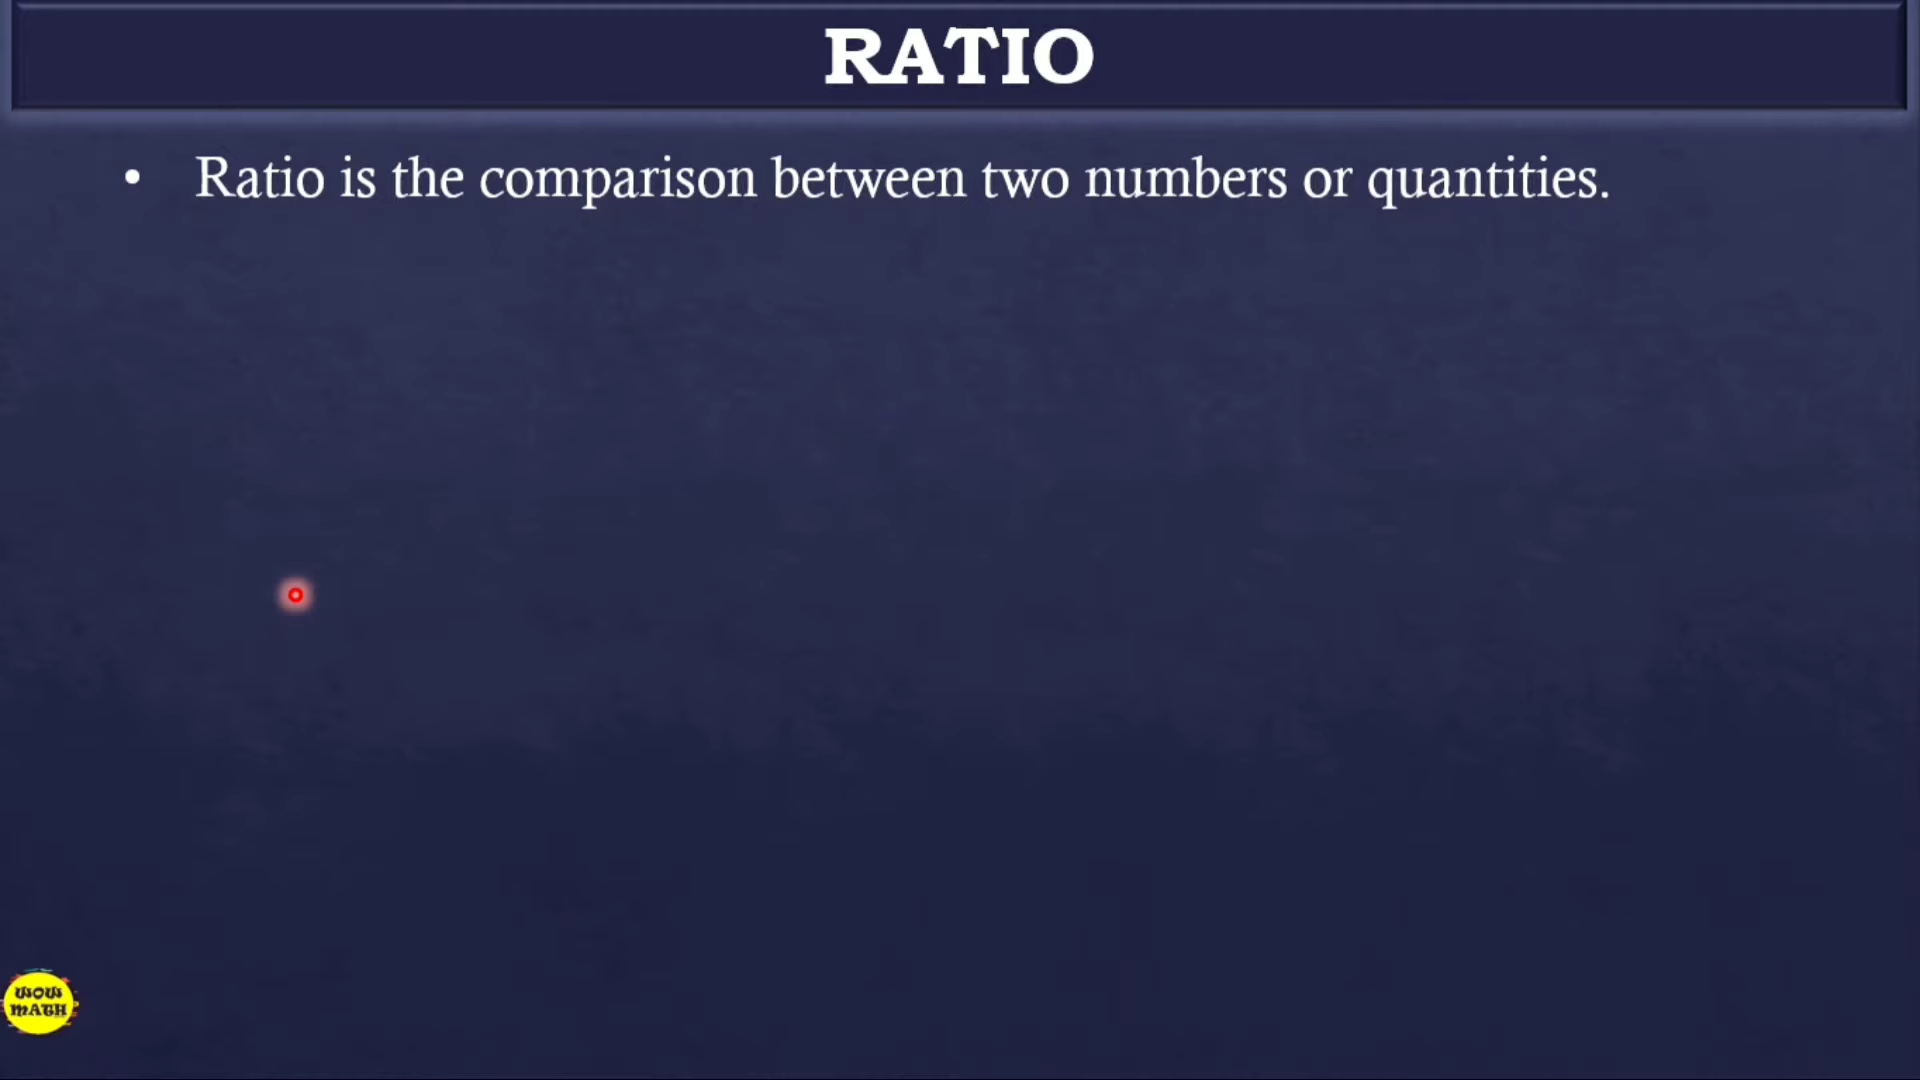 RATIO
• Ratio is the comparison between two numbers or quantities.
WOW
MATH